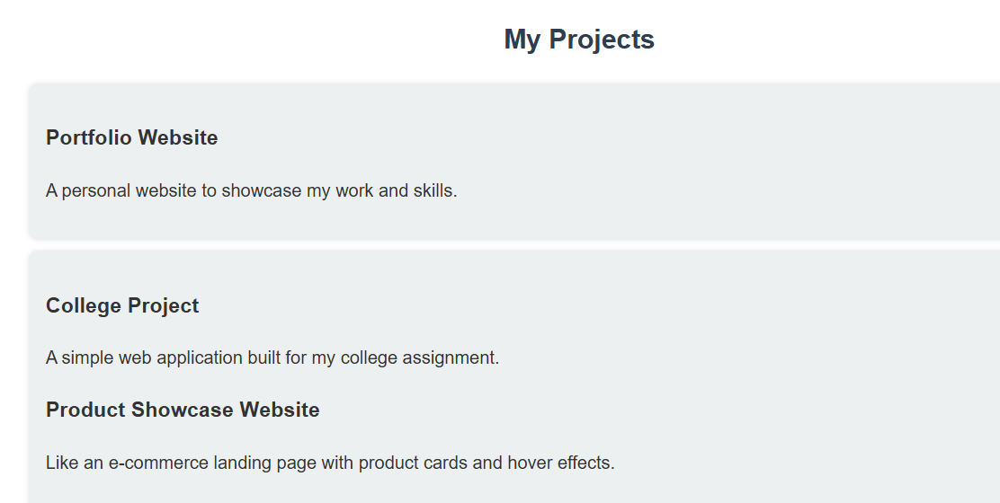 My Projects
Portfolio Website
A personal website to showcase my work and skills.
College Project
A simple web application built for my college assignment.
Product Showcase Website
Like an e-commerce landing page with product cards and hover effects.